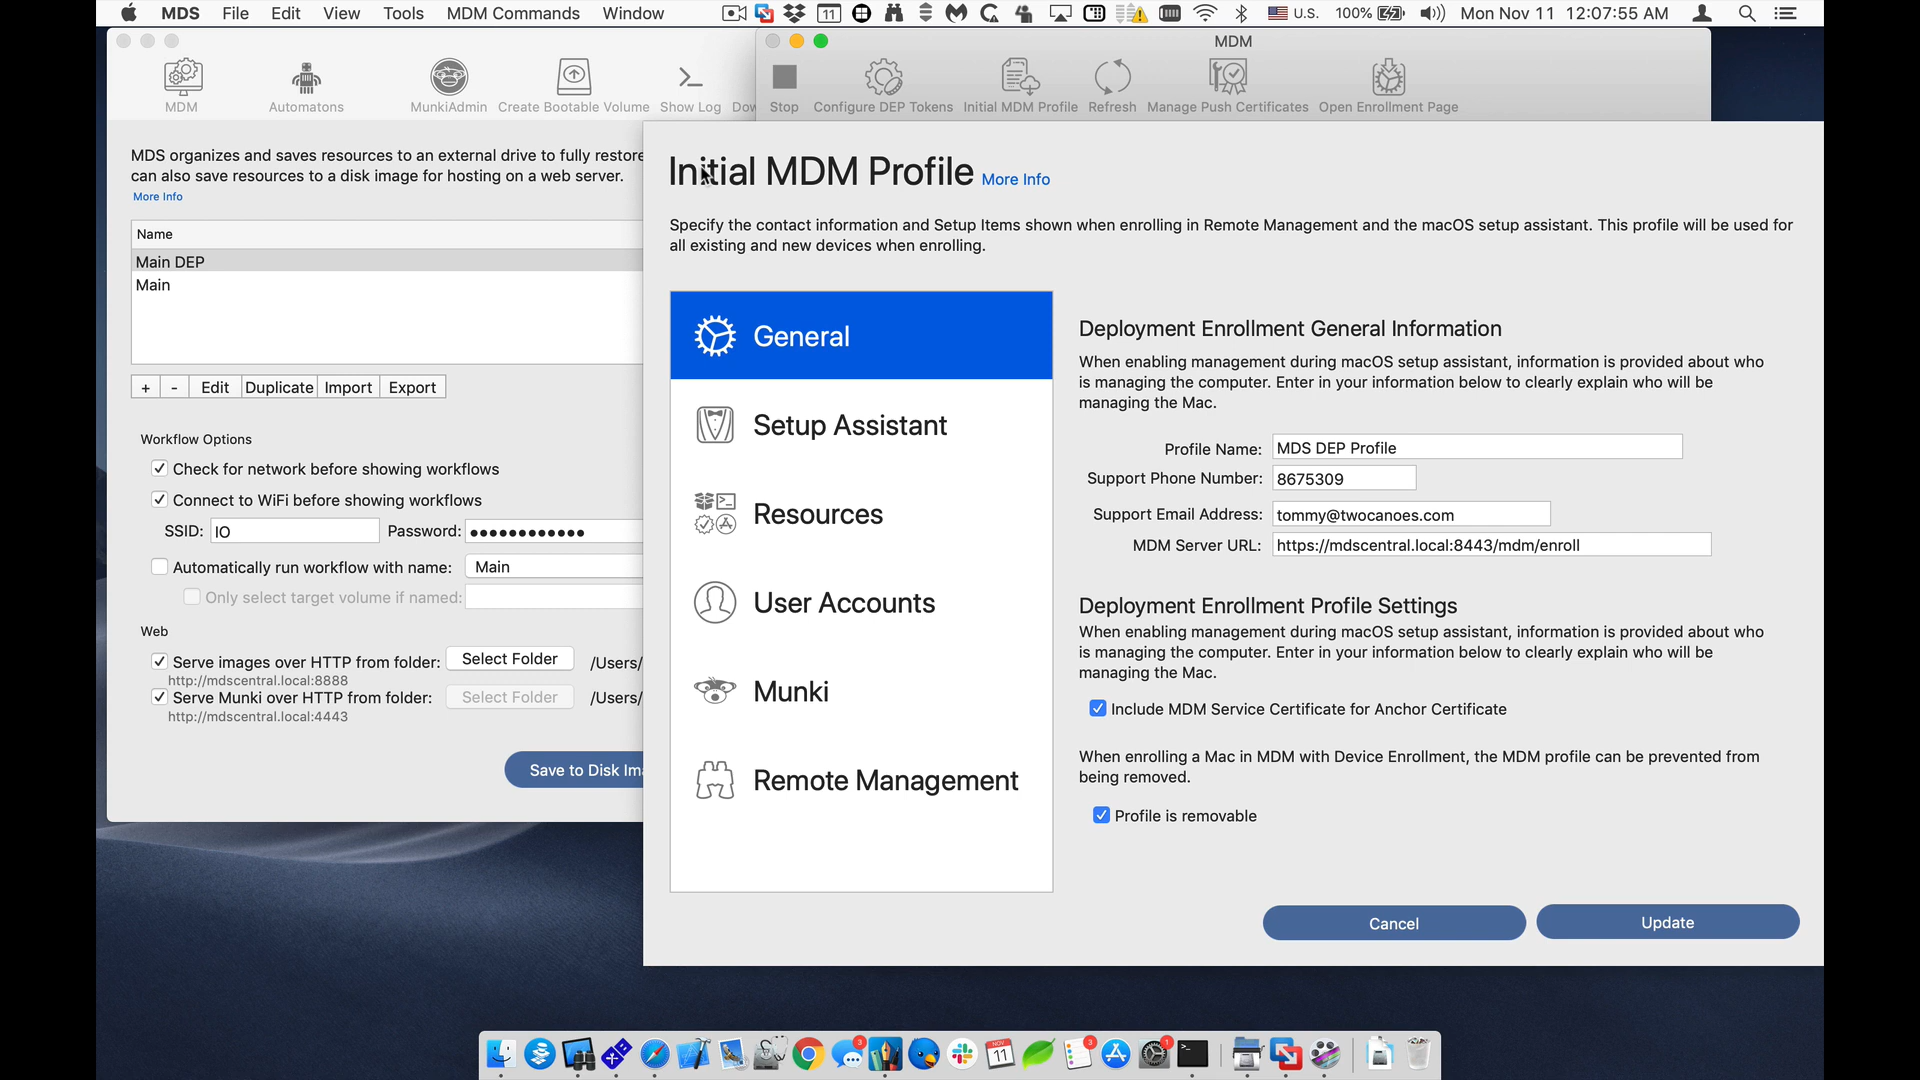 MDS File Edit View Tools MDM Commands Window 11 U.S. 100% Mon Nov 11 12:07:55 AM
MDM
MDM Automatons MunkiAdmin Create Bootable Volume Show Log Dow
Stop Configure DEP Tokens Initial MDM Profile Refresh Manage Push Certificates Open Enrollment Page
MDS organizes and saves resources to an external drive to fully restore
can also save resources to a disk image for hosting on a web server.
More Info
Name
Main DEP
Main
+ - Edit Duplicate Import Export
Workflow Options
Check for network before showing workflows
Connect to WiFi before showing workflows
SSID: IO Password: ●●●●●●●●●●●●
Automatically run workflow with name: Main
Only select target volume if named:
Web
Serve images over HTTP from folder: Select Folder /Users/
http://mdscentral.local:8888
Serve Munki over HTTP from folder: Select Folder /Users/
http://mdscentral.local:4443
Save to Disk Ima
Initial MDM Profile More Info
Specify the contact information and Setup Items shown when enrolling in Remote Management and the macOS setup assistant. This profile will be used for
all existing and new devices when enrolling.
General
Setup Assistant
Resources
User Accounts
Munki
Remote Management
Deployment Enrollment General Information
When enabling management during macOS setup assistant, information is provided about who
is managing the computer. Enter in your information below to clearly explain who will be
managing the Mac.
Profile Name: MDS DEP Profile
Support Phone Number: 8675309
Support Email Address: tommy@twocanoes.com
MDM Server URL: https://mdscentral.local:8443/mdm/enroll
Deployment Enrollment Profile Settings
When enabling management during macOS setup assistant, information is provided about who
is managing the computer. Enter in your information below to clearly explain who will be
managing the Mac.
Include MDM Service Certificate for Anchor Certificate
When enrolling a Mac in MDM with Device Enrollment, the MDM profile can be prevented from
being removed.
Profile is removable
Cancel Update
3 NOV 11 3 1